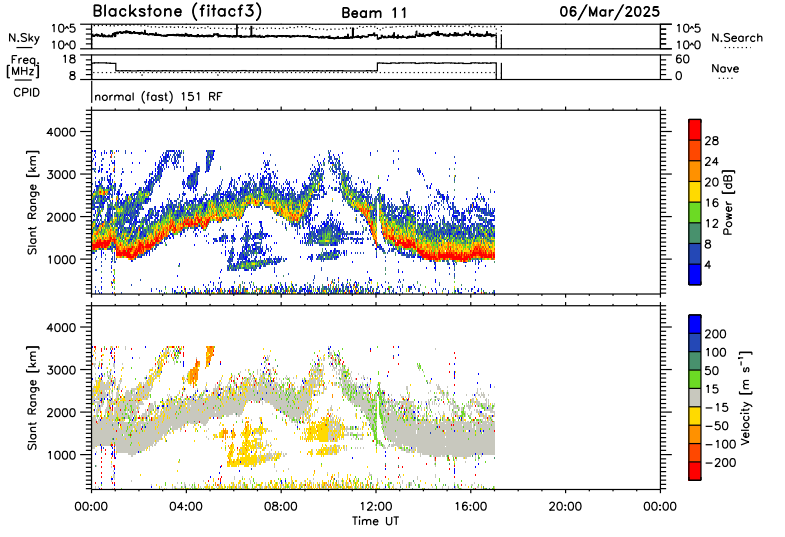 Blackstone (fitacf3) Beam 11 06/Mar/2025
N.Sky 10^5 10^0 10^5 10^0 N.Search
Freq. [MHz] 18 8 60 0 Nave
CPID normal (fast) 151 RF
Slant Range [km] 4000 3000 2000 1000
Power [dB] 28 24 20 16 12 8 4
Slant Range [km] 4000 3000 2000 1000
Velocity [m s⁻¹] 200 100 50 15 −15 −50 −100 −200
00:00 04:00 08:00 12:00 16:00 20:00 00:00
Time UT